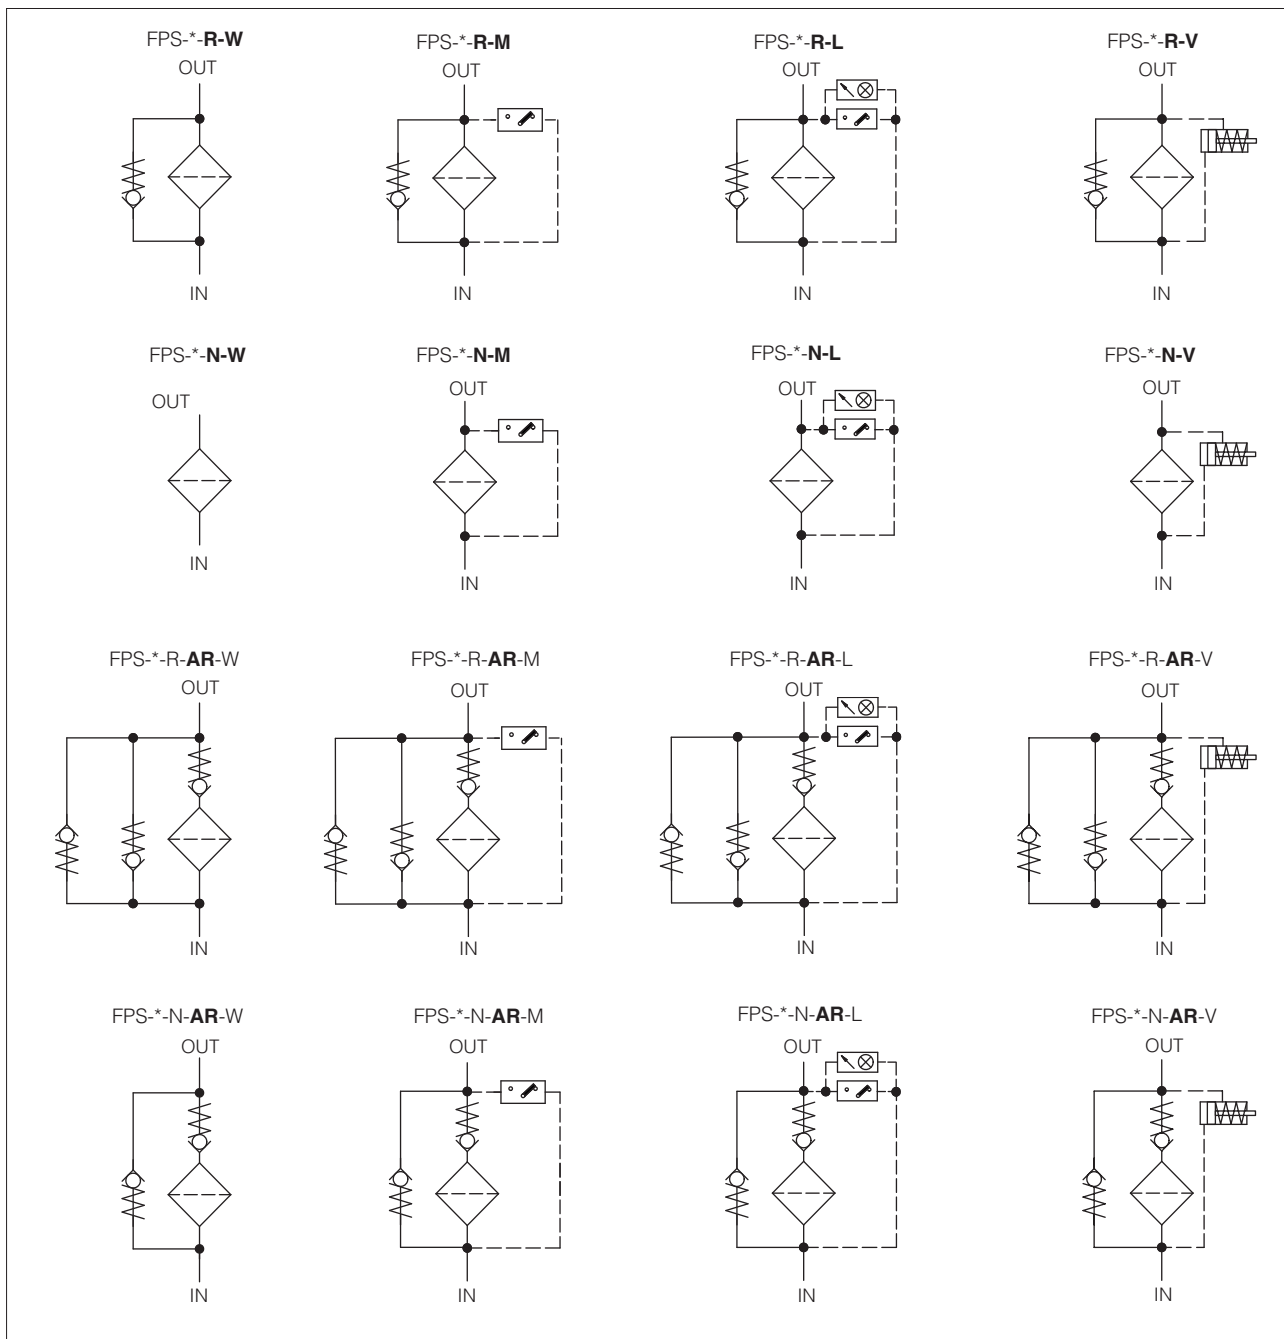 FPS-*-R-W
OUT
IN
FPS-*-R-M
OUT
IN
FPS-*-R-L
OUT
IN
FPS-*-R-V
OUT
IN
FPS-*-N-W
OUT
IN
FPS-*-N-M
OUT
IN
FPS-*-N-L
OUT
IN
FPS-*-N-V
OUT
IN
FPS-*-R-AR-W
OUT
IN
FPS-*-R-AR-M
OUT
IN
FPS-*-R-AR-L
OUT
IN
FPS-*-R-AR-V
OUT
IN
FPS-*-N-AR-W
OUT
IN
FPS-*-N-AR-M
OUT
IN
FPS-*-N-AR-L
OUT
IN
FPS-*-N-AR-V
OUT
IN